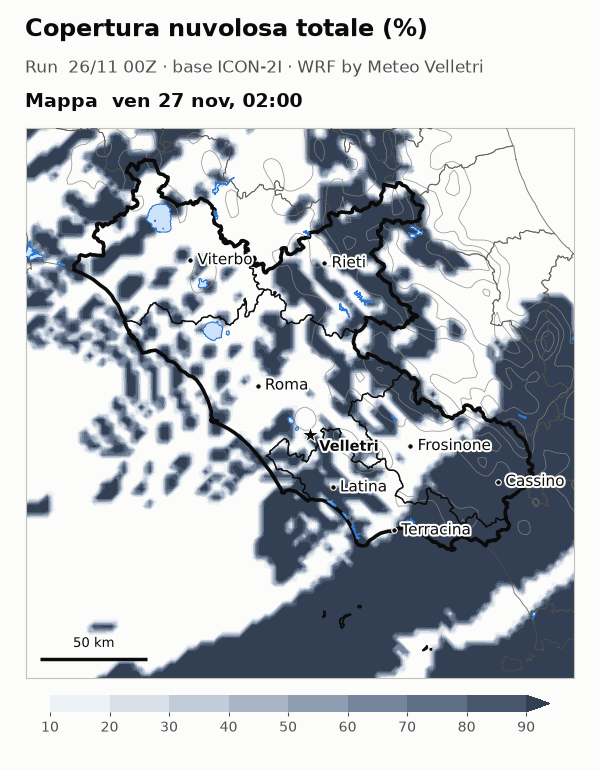 Copertura nuvolosa totale (%)
Run 26/11 00Z · base ICON-2I · WRF by Meteo Velletri
Mappa ven 27 nov, 02:00
Viterbo
Rieti
Roma
Velletri
Frosinone
Latina
Cassino
Terracina
50 km
10 20 30 40 50 60 70 80 90